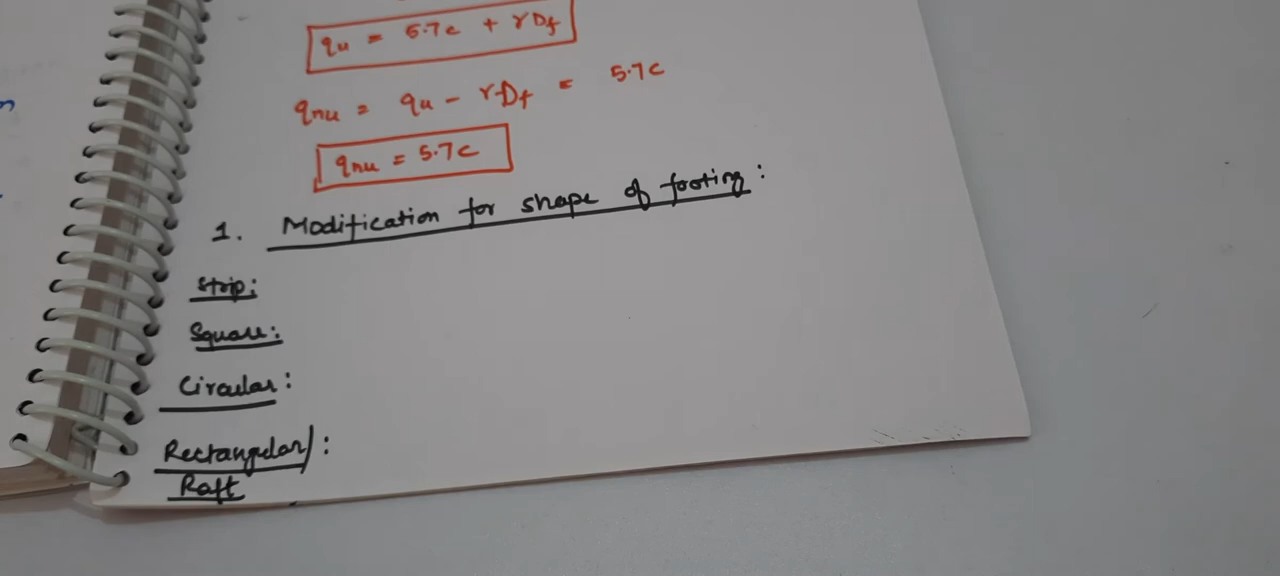 qu = 5.7c + γDf
qnu = qu - γDf = 5.7c
qnu = 5.7c
1. Modification for shape of footing:
Strip:
Square:
Circular:
Rectangular/:
Raft